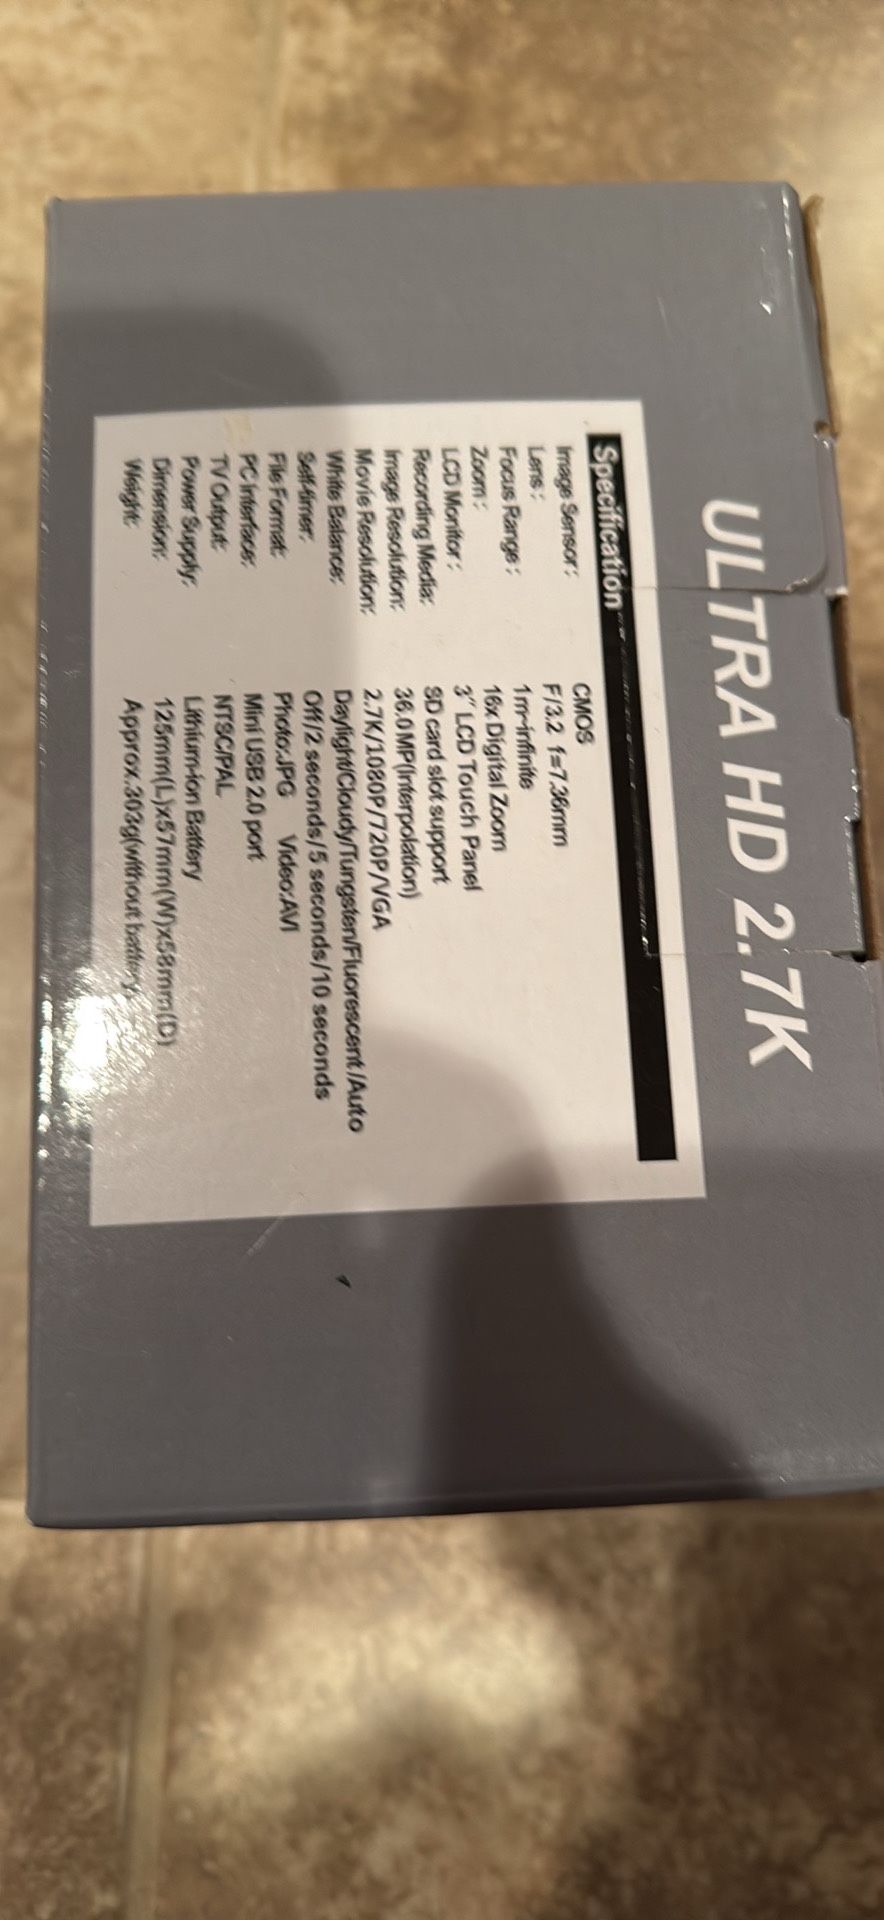 ULTRA HD 2.7K
Specification
Image Sensor: CMOS
Lens: F/3.2 f=7.36mm
Focus Range: 1m~infinite
Zoom: 16x Digital Zoom
LCD Monitor: 3" LCD Touch Panel
Recording Media: SD card slot support
Image Resolution: 36.0MP(Interpolation)
Movie Resolution: 2.7K/1080P/720P/VGA
White Balance: Daylight/Cloudy/Tungsten/Fluorescent/Auto
Self-timer: Off/2 seconds/5 seconds/10 seconds
File Format: Photo:JPG Video:AVI
PC Interface: Mini USB 2.0 port
TV Output: NTSC/PAL
Power Supply: Lithium-ion Battery
Dimension: 125mm(L)x57mm(W)x58mm(D)
Weight: Approx.303g(without battery)